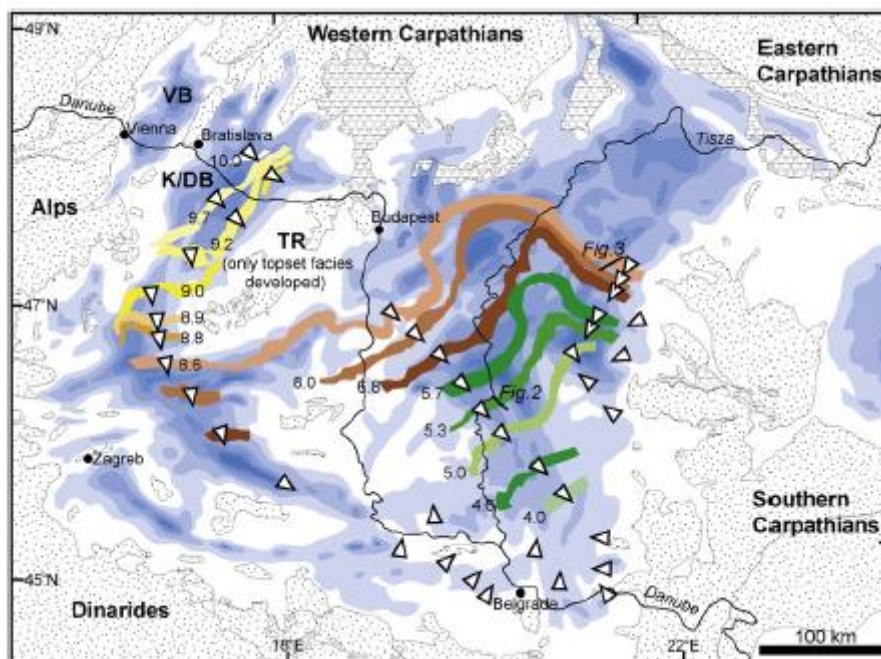 49°N
Western Carpathians
Eastern
Carpathians
VB
Danube
Vienna
Bratislava
Tisza
10.0
K/DB
Alps
9.7
Budapest
9.2
TR
(only topset facies
developed)
Fig.3
47°N
9.0
8.9
8.8
8.6
8.0
6.8
5.7
Fig.2
5.3
Zagreb
5.0
4.6
4.0
Southern
Carpathians
45°N
Dinarides
Belgrade
Danube
18°E
22°E
100 km